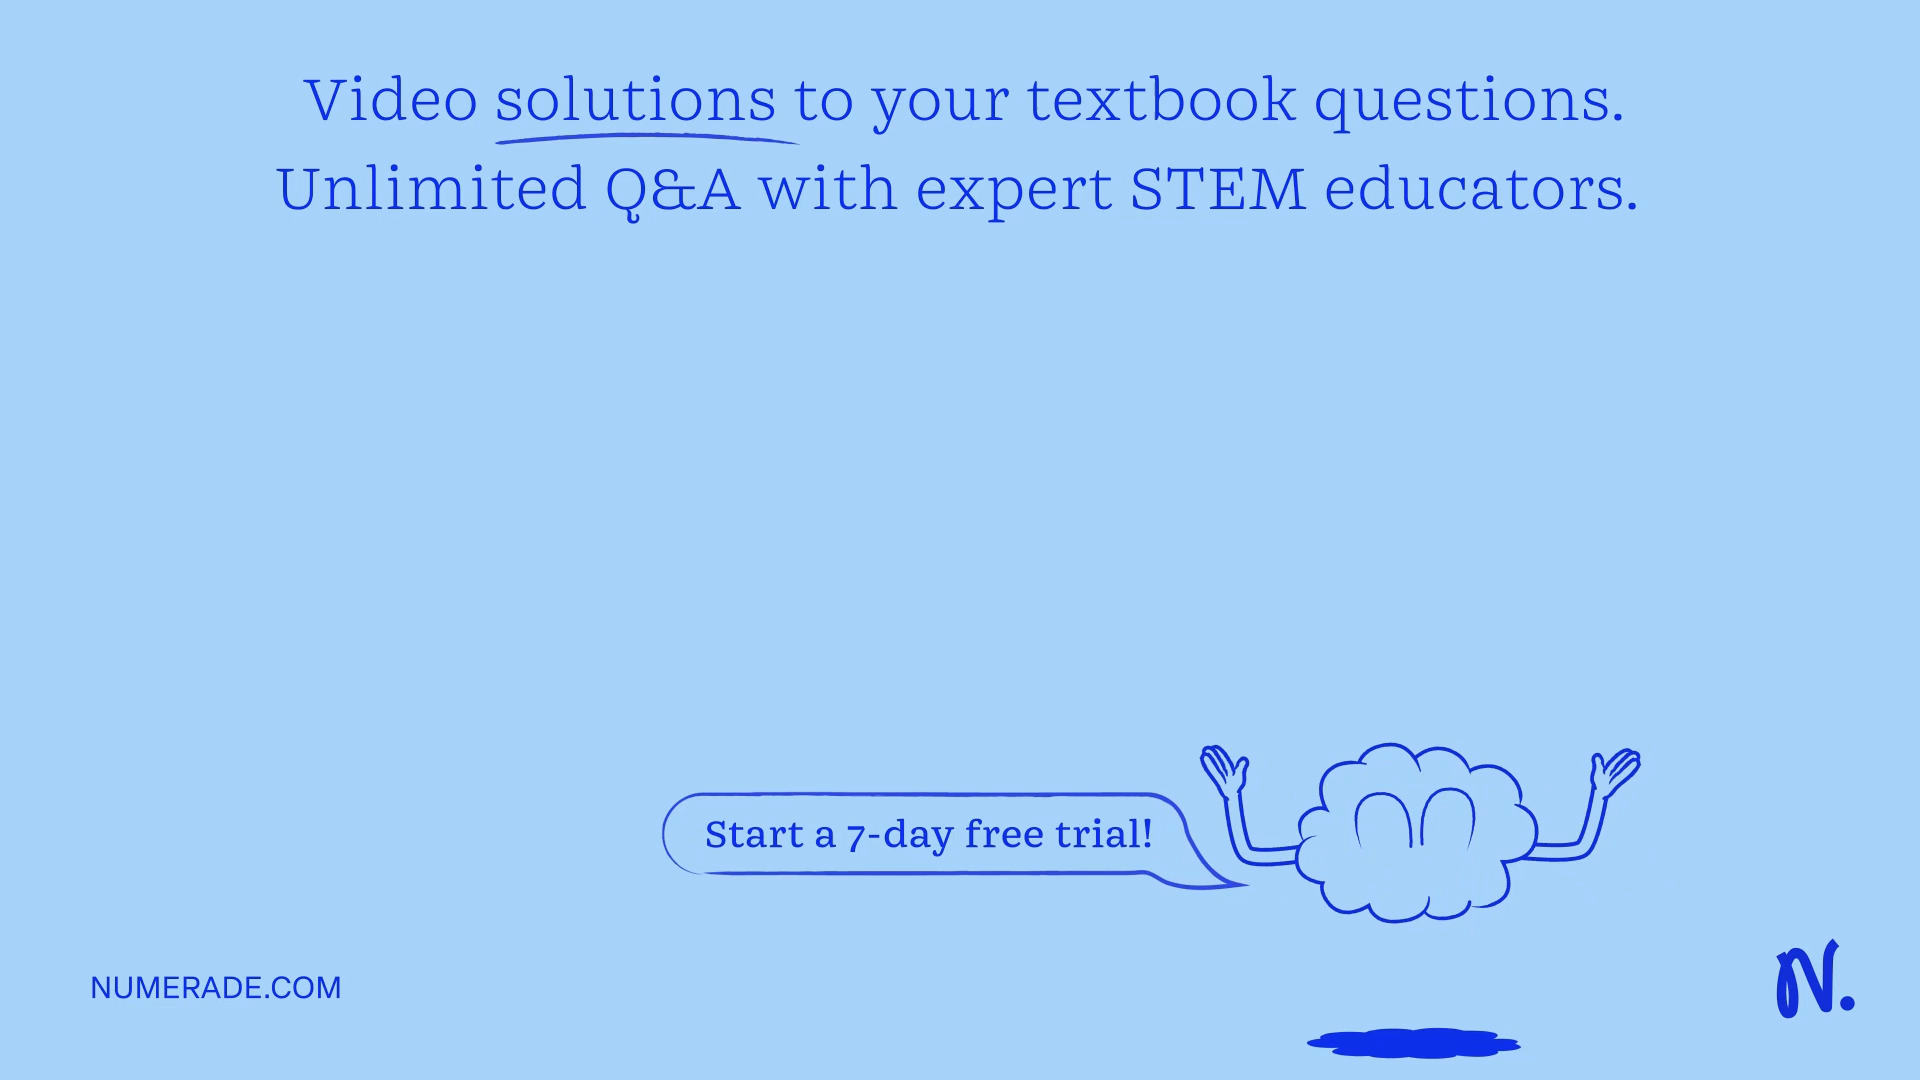 Video solutions to your textbook questions.
Unlimited Q&A with expert STEM educators.
Start a 7-day free trial!
NUMERADE.COM
N.